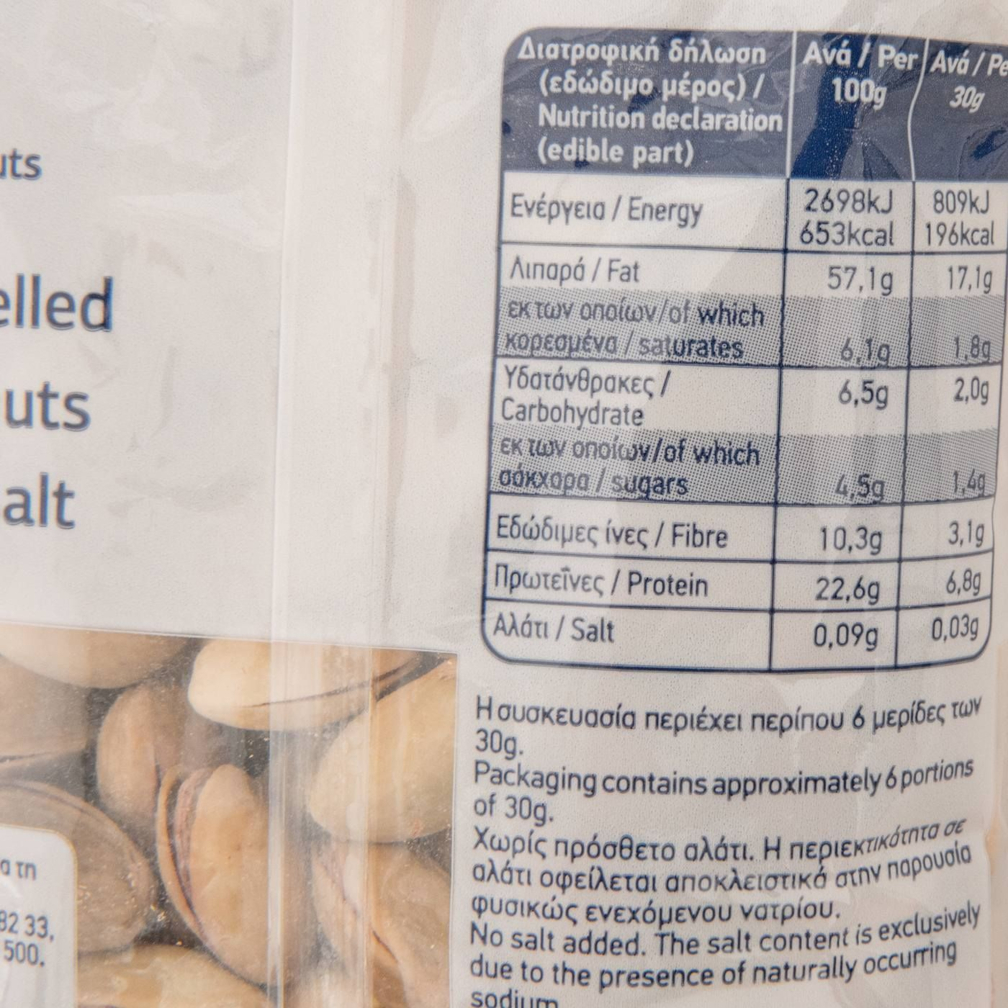 elled
alt
Διατροφική δήλωση
(εδώδιμο μέρος) /
Nutrition declaration
(edible part)
Ανά / Per
100g
Ανά /
30g
Ενέργεια / Energy
2698kJ 809kJ
653kcal 196kcal
Λιπαρά / Fat 57,1g 17,1g
εκ των οποίων/of which
κορεσμένα / saturates 6,1g 1,8g
Υδατάνθρακες / 6,5g 2,0g
Carbohydrate
εκ των οποίων/of which
σάκχαρα / sugars 4,5g 1,4g
Εδώδιμες ίνες / Fibre 10,3g 3,1g
Πρωτεΐνες / Protein 22,6g 6,8g
Αλάτι / Salt 0,09g 0,03g
Η συσκευασία περιέχει περίπου 6 μερίδες των
30g.
Packaging contains approximately 6 portions
of 30g.
Χωρίς πρόσθετο αλάτι. Η περιεκτικότητα σε
αλάτι οφείλεται αποκλειστικά στην παρουσία
φυσικώς ενεχόμενου νατρίου.
No salt added. The salt content is exclusively
due to the presence of naturally occurring
sodium
α τη
82 33,
500.